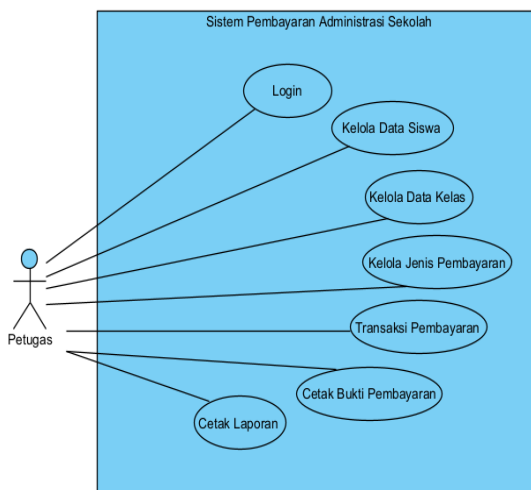 Sistem Pembayaran Administrasi Sekolah
Login
Kelola Data Siswa
Kelola Data Kelas
Kelola Jenis Pembayaran
Petugas
Transaksi Pembayaran
Cetak Bukti Pembayaran
Cetak Laporan